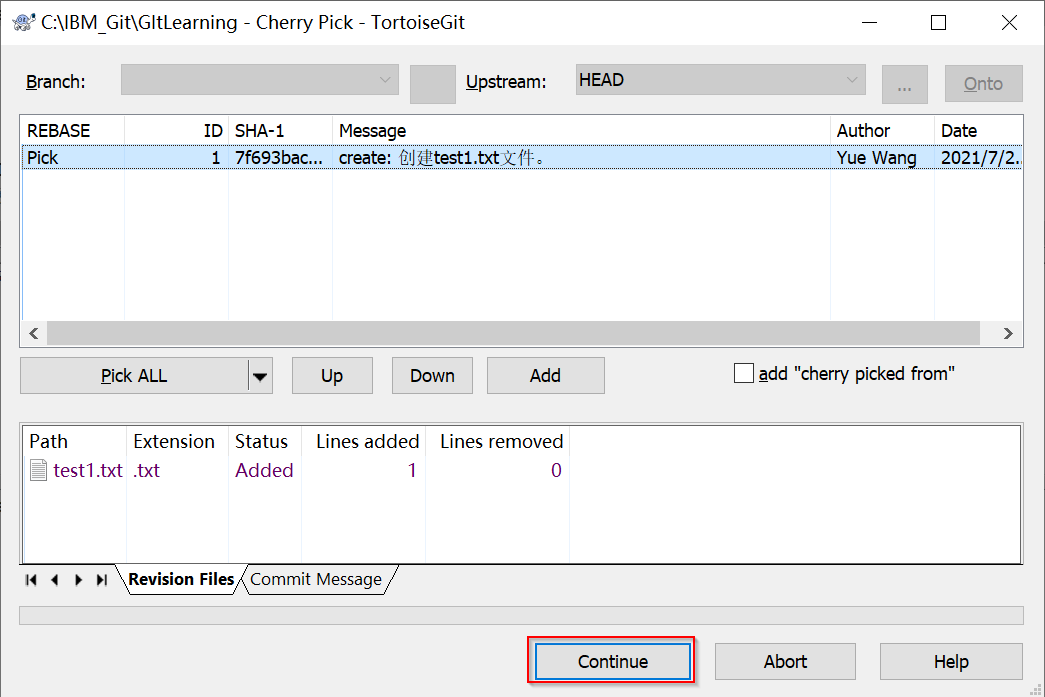 C:\IBM_Git\GItLearning - Cherry Pick - TortoiseGit
Branch: Upstream: HEAD ... Onto
REBASE ID SHA-1 Message Author Date
Pick 1 7f693bac... create: 创建test1.txt文件。 Yue Wang 2021/7/2...
Pick ALL Up Down Add add "cherry picked from"
Path Extension Status Lines added Lines removed
test1.txt .txt Added 1 0
Revision Files Commit Message
Continue Abort Help